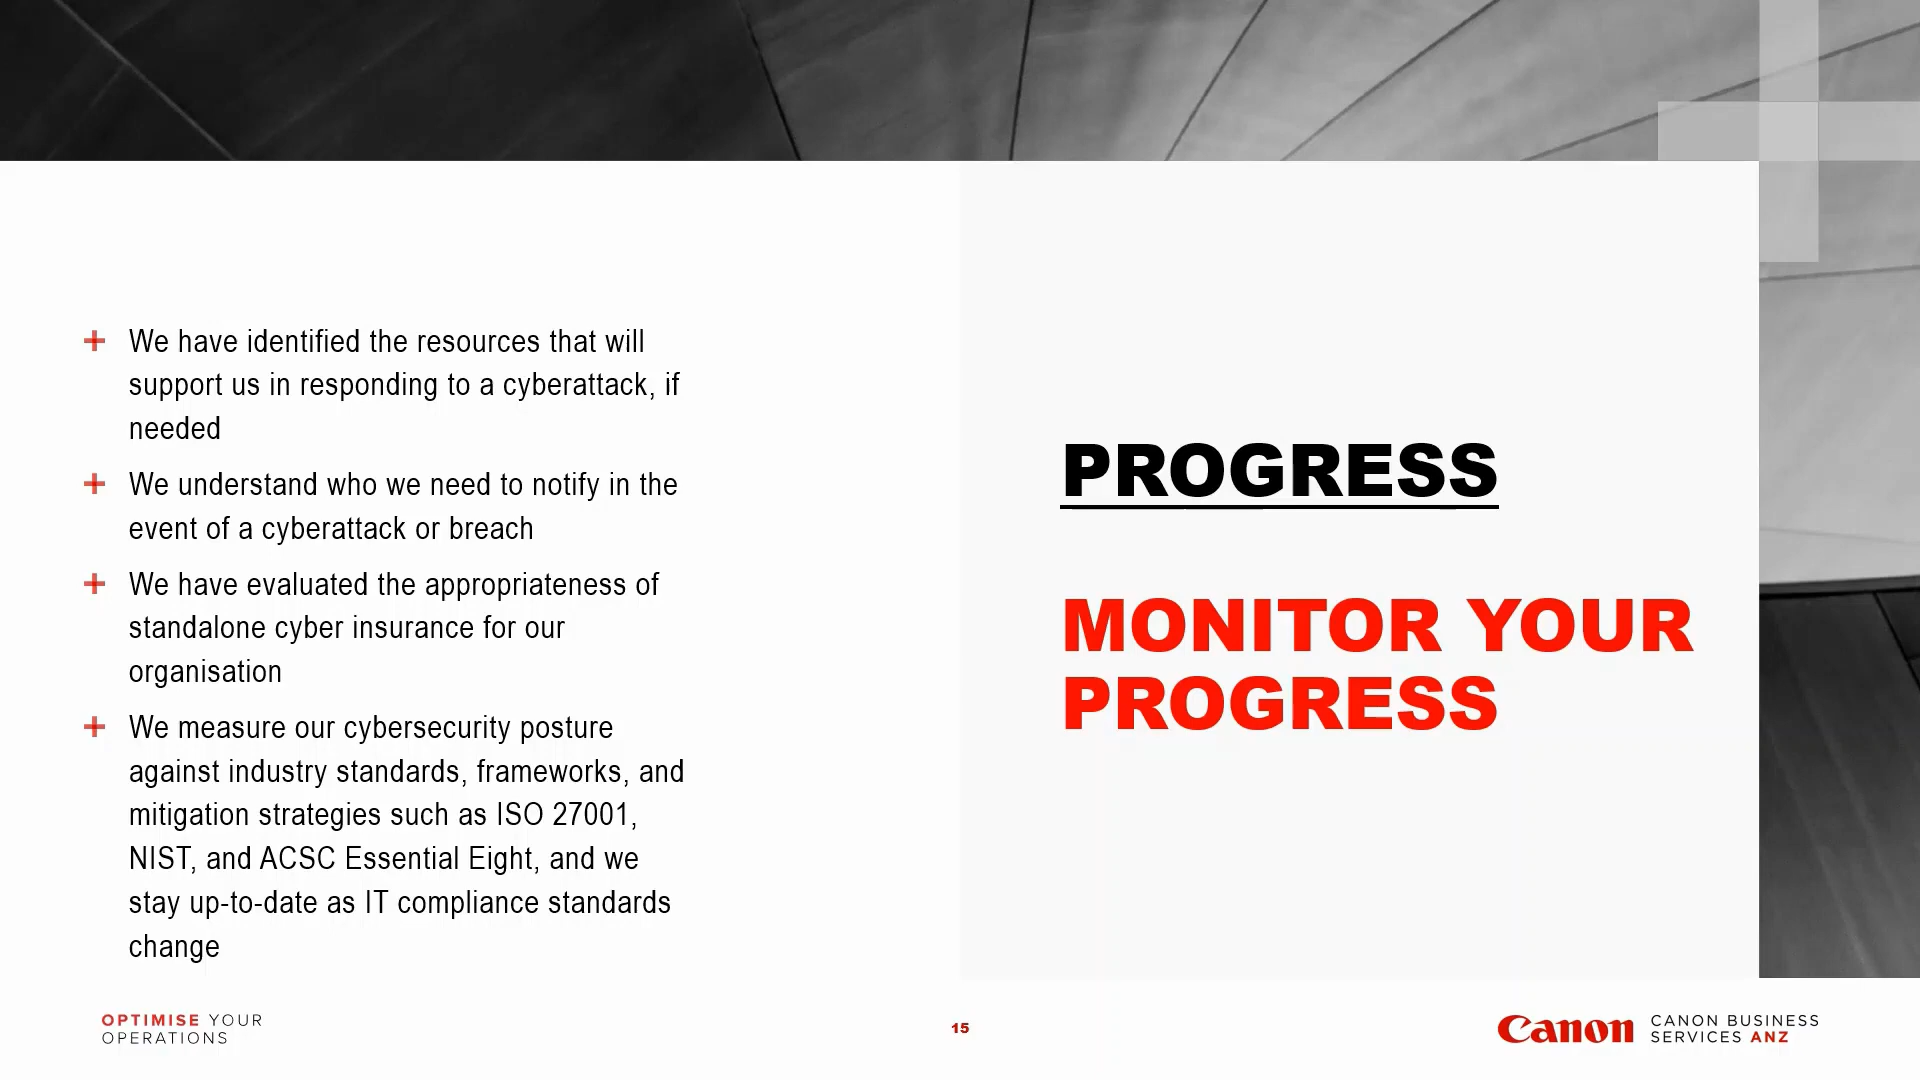 We have identified the resources that will
support us in responding to a cyberattack, if
needed
We understand who we need to notify in the
event of a cyberattack or breach
We have evaluated the appropriateness of
standalone cyber insurance for our
organisation
We measure our cybersecurity posture
against industry standards, frameworks, and
mitigation strategies such as ISO 27001,
NIST, and ACSC Essential Eight, and we
stay up-to-date as IT compliance standards
change
PROGRESS
MONITOR YOUR
PROGRESS
OPTIMISE YOUR
OPERATIONS
15
Canon
CANON BUSINESS
SERVICES ANZ